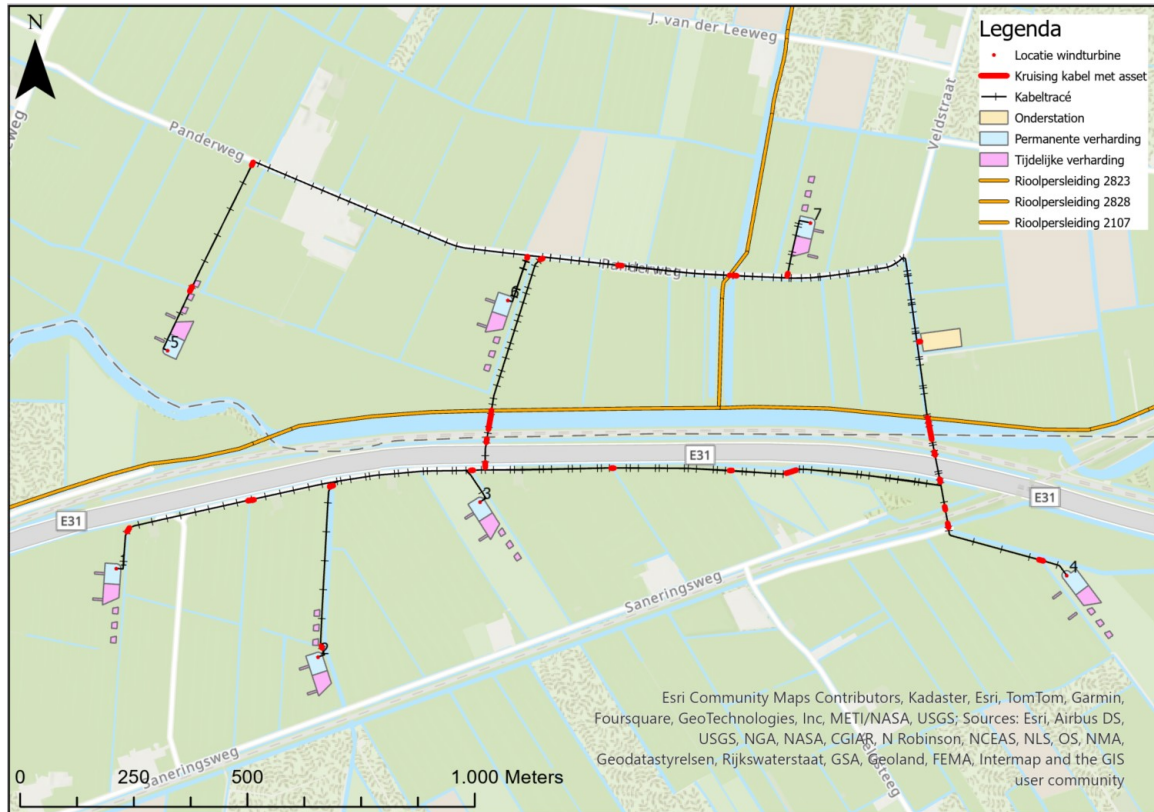 N
J. van der Leeweg
Legenda
Locatie windturbine
Kruising kabel met asset
Kabeltracé
Onderstation
Permanente verharding
Tijdelijke verharding
Rioolpersleiding 2823
Rioolpersleiding 2828
Rioolpersleiding 2107
Veldstraat
eweg
Panderweg
7
Panderweg
6
5
E31
3
E31
E31
1
4
Saneringsweg
2
Saneringsweg
Esri Community Maps Contributors, Kadaster, Esri, TomTom, Garmin,
Foursquare, GeoTechnologies, Inc, METI/NASA, USGS; Sources: Esri, Airbus DS,
USGS, NGA, NASA, CGIAR, N Robinson, NCEAS, NLS, OS, NMA,
Geodatastyrelsen, Rijkswaterstaat, GSA, Geoland, FEMA, Intermap and the GIS
user community
0 250 500 1.000 Meters